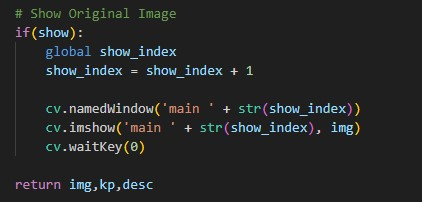 # Show Original Image
if(show):
    global show_index
    show_index = show_index + 1

    cv.namedWindow('main ' + str(show_index))
    cv.imshow('main ' + str(show_index), img)
    cv.waitKey(0)

return img,kp,desc